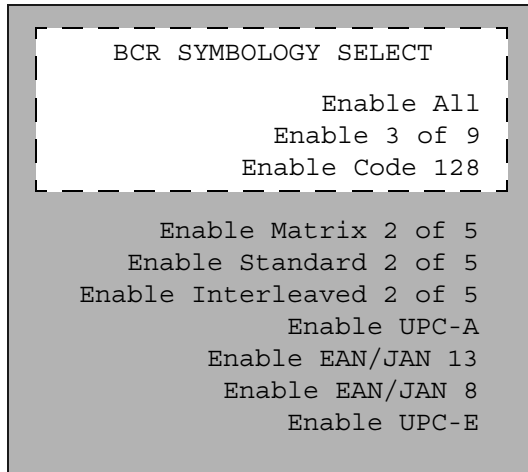 BCR SYMBOLOGY SELECT
Enable All
Enable 3 of 9
Enable Code 128
Enable Matrix 2 of 5
Enable Standard 2 of 5
Enable Interleaved 2 of 5
Enable UPC-A
Enable EAN/JAN 13
Enable EAN/JAN 8
Enable UPC-E